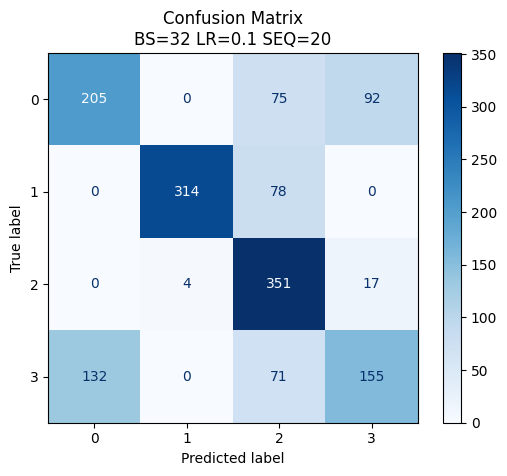 Confusion Matrix
BS=32 LR=0.1 SEQ=20
0 205 0 75 92
1 0 314 78 0
2 0 4 351 17
3 132 0 71 155
0 1 2 3
Predicted label
True label
350
300
250
200
150
100
50
0